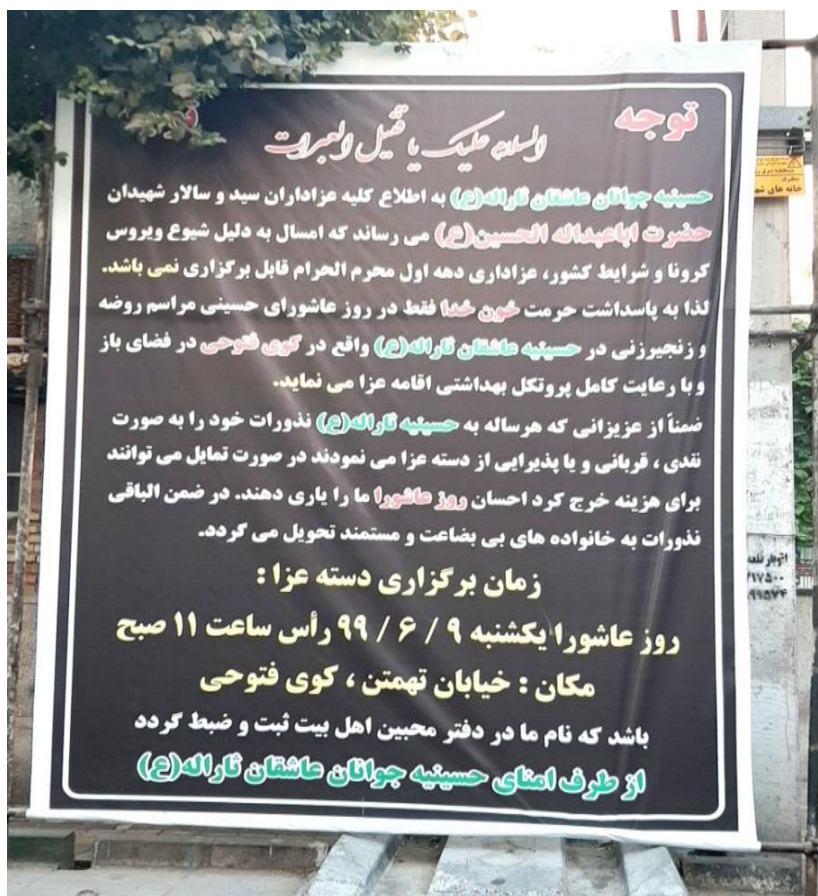 توجه
السلام علیک یا قتیل العبرات
حسینیه جوانان عاشقان ثاراله(ع) به اطلاع کلیه عزاداران سید و سالار شهیدان
حضرت اباعبداله الحسین(ع) می رساند که امسال به دلیل شیوع ویروس
کرونا و شرایط کشور، عزاداری دهه اول محرم الحرام قابل برگزاری نمی باشد.
لذا به پاسداشت حرمت خون خدا فقط در روز عاشورای حسینی مراسم روضه
و زنجیرزنی در حسینیه عاشقان ثاراله(ع) واقع در کوی فتوحی در فضای باز
وبا رعایت کامل پروتکل بهداشتی اقامه عزا می نماید.
ضمناً از عزیزانی که هرساله به حسینیه ثاراله(ع) نذورات خود را به صورت
نقدی ، قربانی و یا پذیرایی از دسته عزا می نمودند در صورت تمایل می توانند
برای هزینه خرج کرد احسان روز عاشورا ما را یاری دهند. در ضمن الباقی
نذورات به خانواده های بی بضاعت و مستمند تحویل می گردد.
زمان برگزاری دسته عزا :
روز عاشورا یکشنبه ۹ / ۶ / ۹۹ رأس ساعت ۱۱ صبح
مکان : خیابان تهمتن ، کوی فتوحی
باشد که نام ما در دفتر محبین اهل بیت ثبت و ضبط گردد
از طرف امنای حسینیه جوانان عاشقان ثاراله(ع)
خانه های